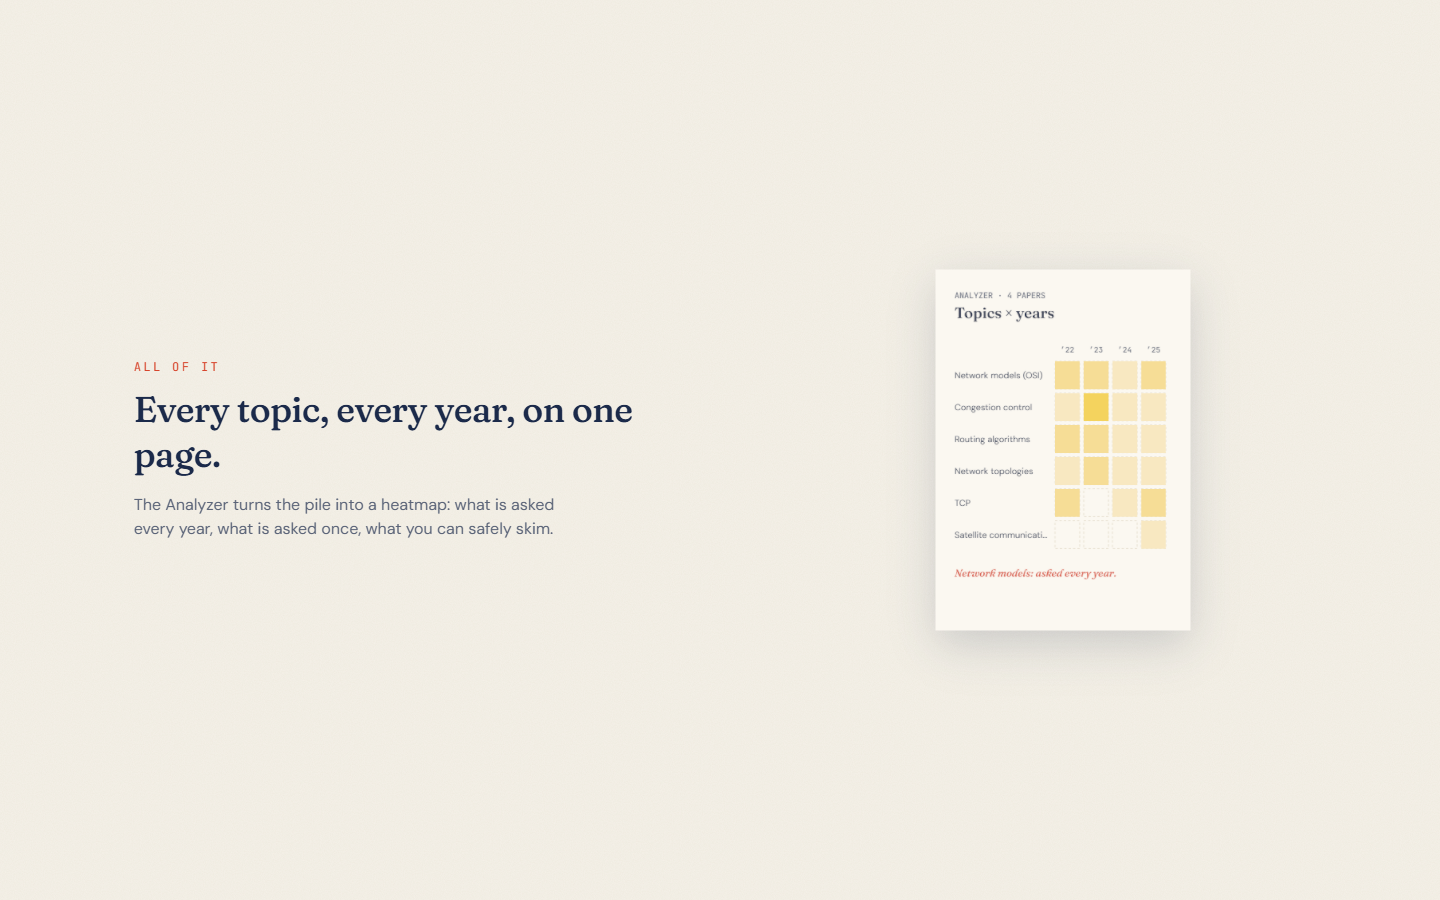 ALL OF IT
Every topic, every year, on one
page.
The Analyzer turns the pile into a heatmap: what is asked
every year, what is asked once, what you can safely skim.
ANALYZER · 4 PAPERS
Topics × years
'22 '23 '24 '25
Network models (OSI)
Congestion control
Routing algorithms
Network topologies
TCP
Satellite communicati...
Network models: asked every year.